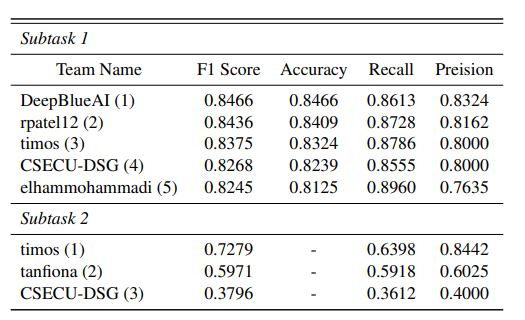 Subtask 1
Team Name F1 Score Accuracy Recall Preision
DeepBlueAI (1) 0.8466 0.8466 0.8613 0.8324
rpatel12 (2) 0.8436 0.8409 0.8728 0.8162
timos (3) 0.8375 0.8324 0.8786 0.8000
CSECU-DSG (4) 0.8268 0.8239 0.8555 0.8000
elhammohammadi (5) 0.8245 0.8125 0.8960 0.7635
Subtask 2
timos (1) 0.7279 - 0.6398 0.8442
tanfiona (2) 0.5971 - 0.5918 0.6025
CSECU-DSG (3) 0.3796 - 0.3612 0.4000